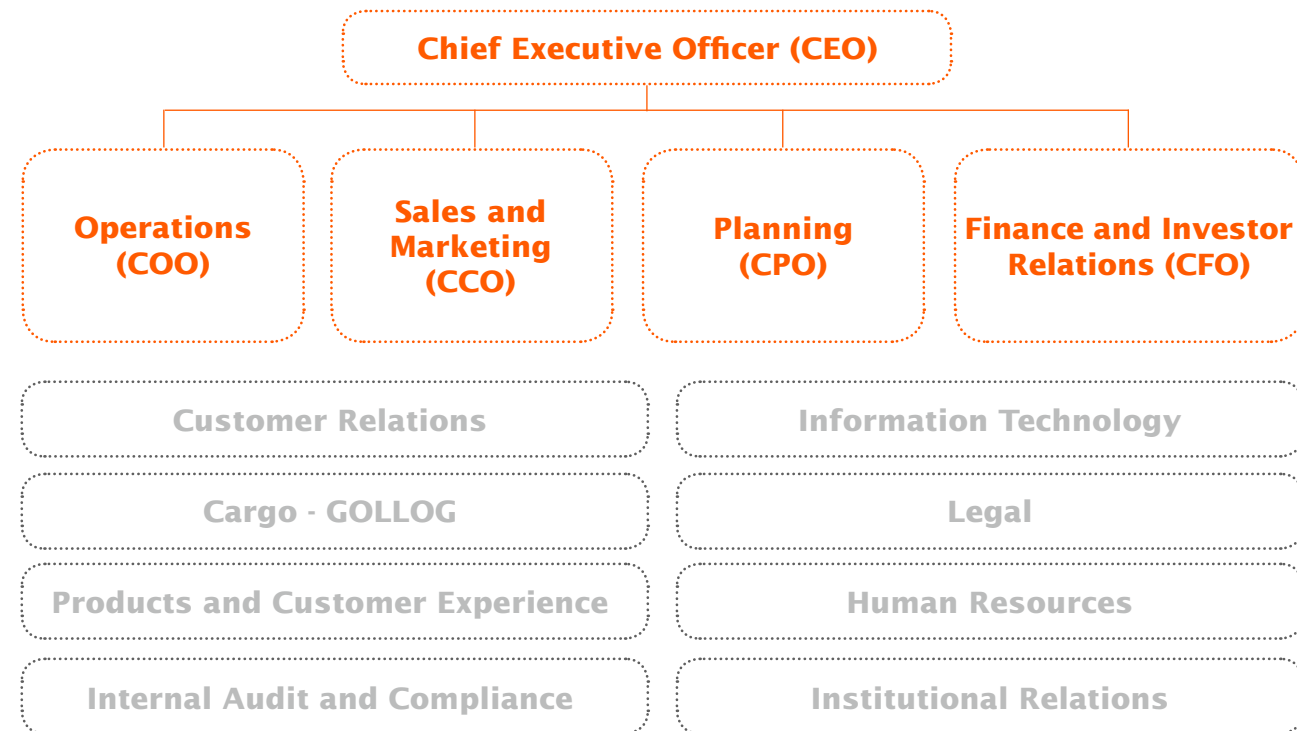 Chief Executive Officer (CEO)
Operations
(COO)
Sales and
Marketing
(CCO)
Planning
(CPO)
Finance and Investor
Relations (CFO)
Customer Relations
Information Technology
Cargo - GOLLOG
Legal
Products and Customer Experience
Human Resources
Internal Audit and Compliance
Institutional Relations